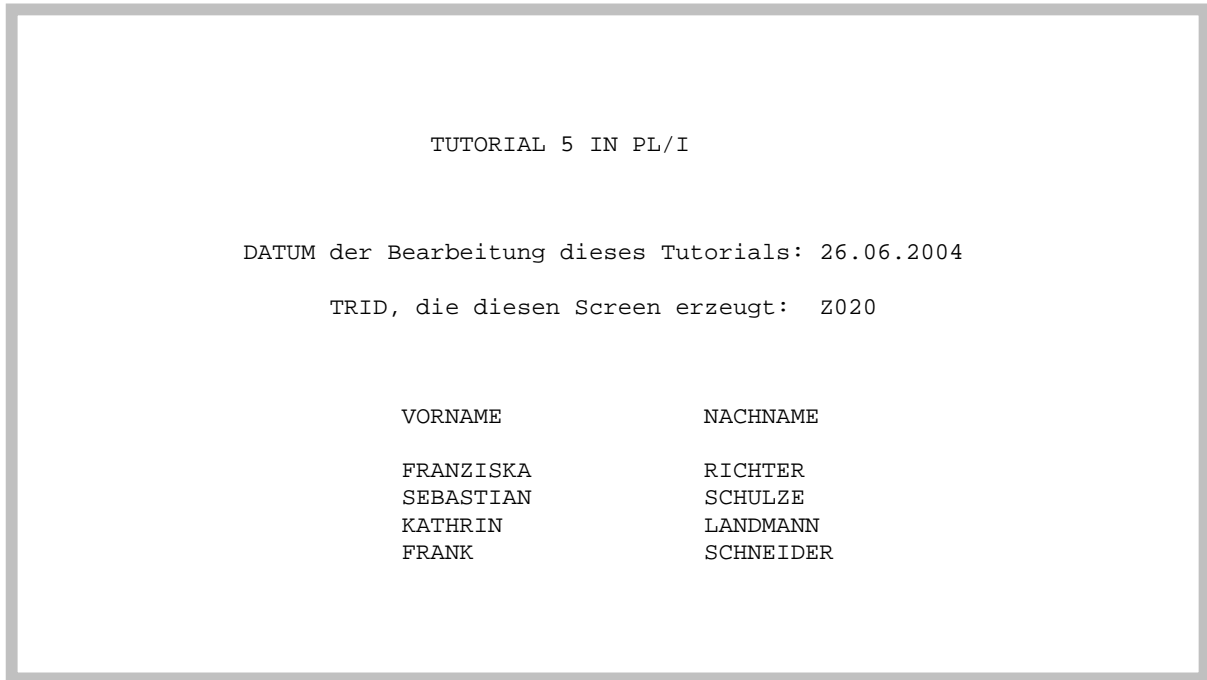 TUTORIAL 5 IN PL/I
DATUM der Bearbeitung dieses Tutorials: 26.06.2004
TRID, die diesen Screen erzeugt: Z020
VORNAME NACHNAME
FRANZISKA RICHTER
SEBASTIAN SCHULZE
KATHRIN LANDMANN
FRANK SCHNEIDER